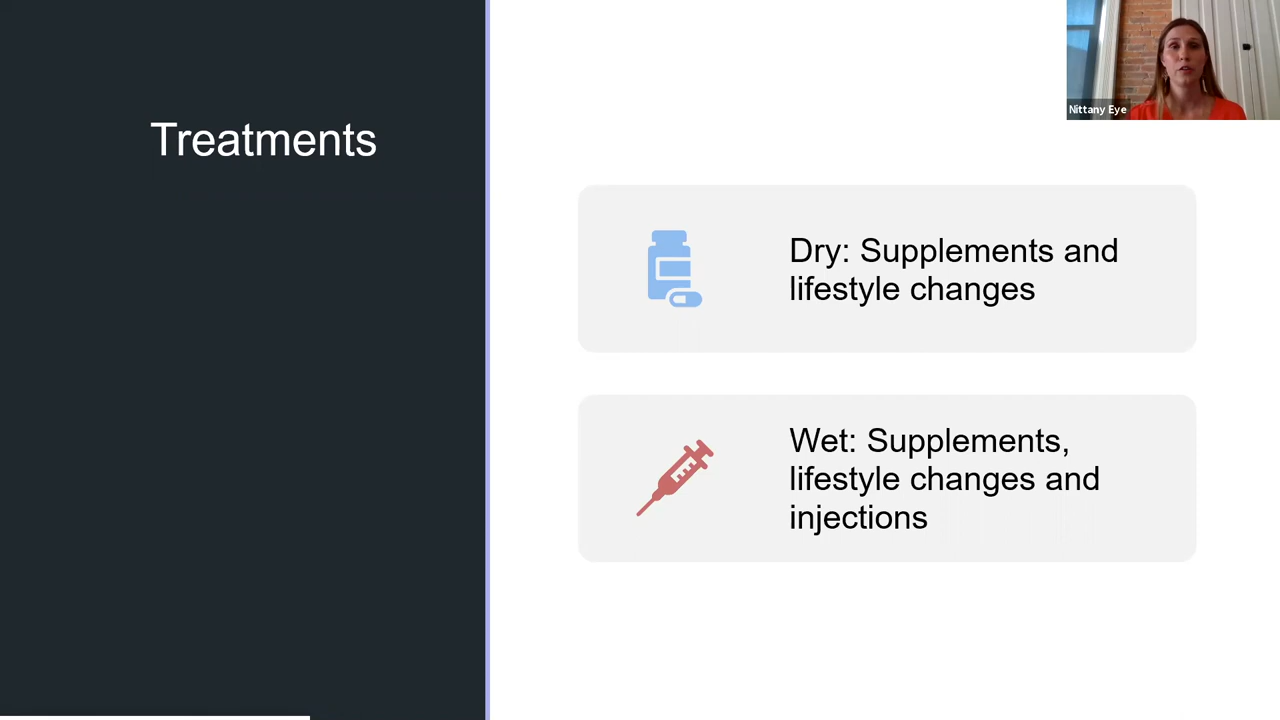 Nittany Eye
Treatments
Dry: Supplements and
lifestyle changes
Wet: Supplements,
lifestyle changes and
injections